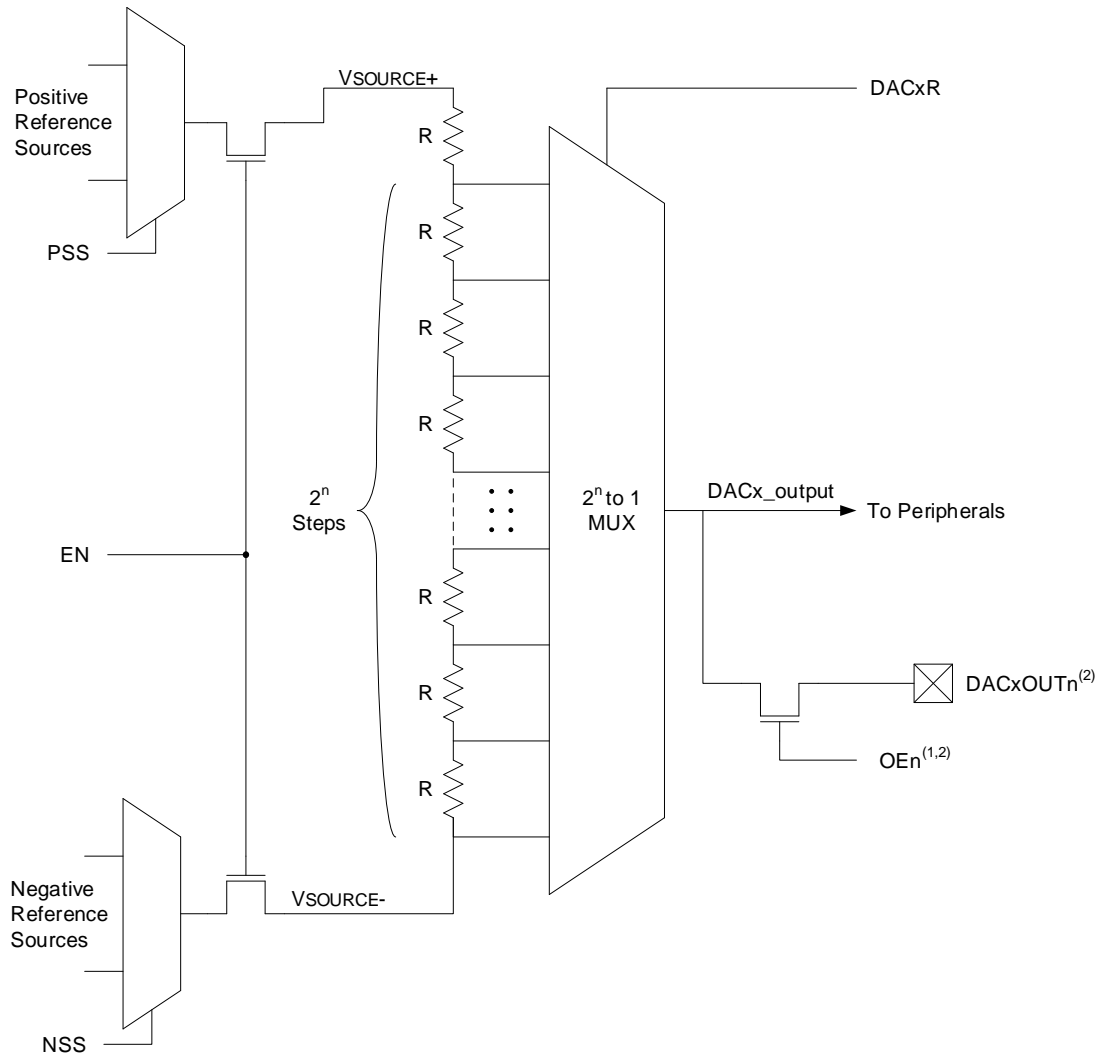 VSOURCE+
DACxR
Positive
Reference
Sources
R
R
PSS
R
R
2ⁿ
Steps
2ⁿ to 1
MUX
DACx_output
To Peripherals
EN
R
R
DACxOUTn⁽²⁾
OEn⁽¹,²⁾
R
Negative
Reference
Sources
VSOURCE-
NSS